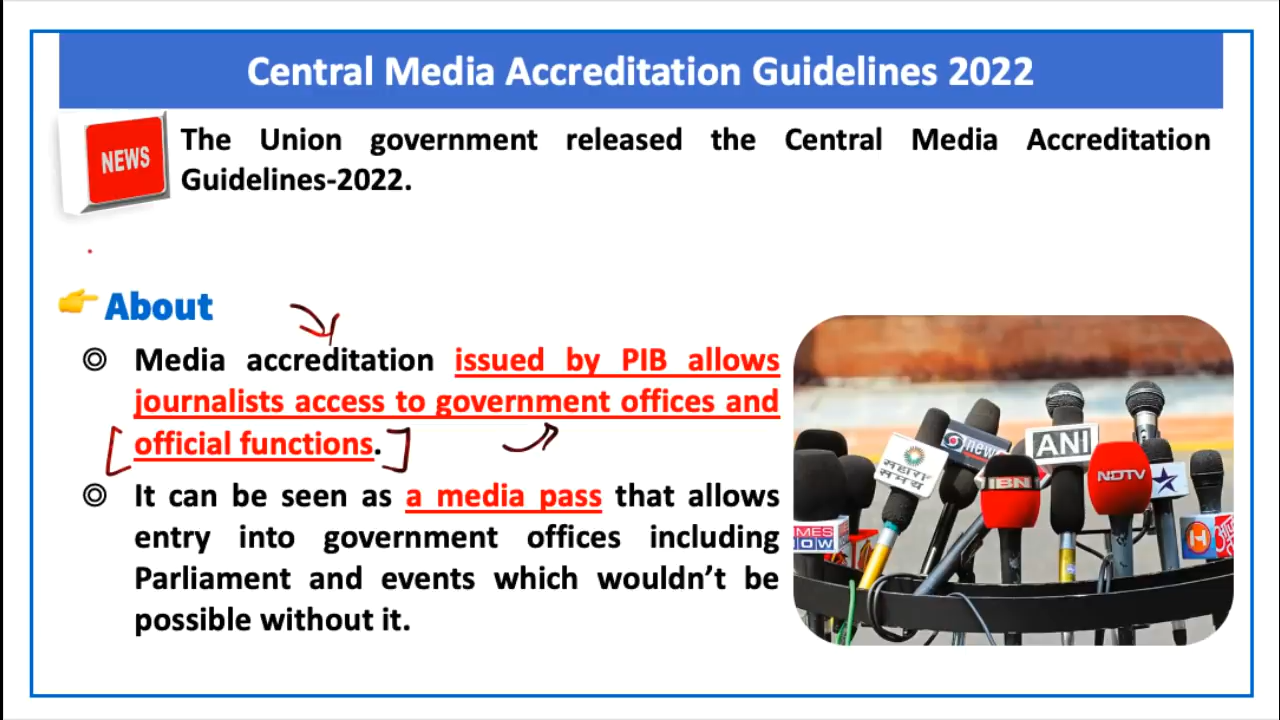 Central Media Accreditation Guidelines 2022
NEWS
The Union government released the Central Media Accreditation
Guidelines-2022.
About
Media accreditation issued by PIB allows
journalists access to government offices and
official functions.
It can be seen as a media pass that allows
entry into government offices including
Parliament and events which wouldn't be
possible without it.
सहारा
समय
news
ANI
IBN
NDTV